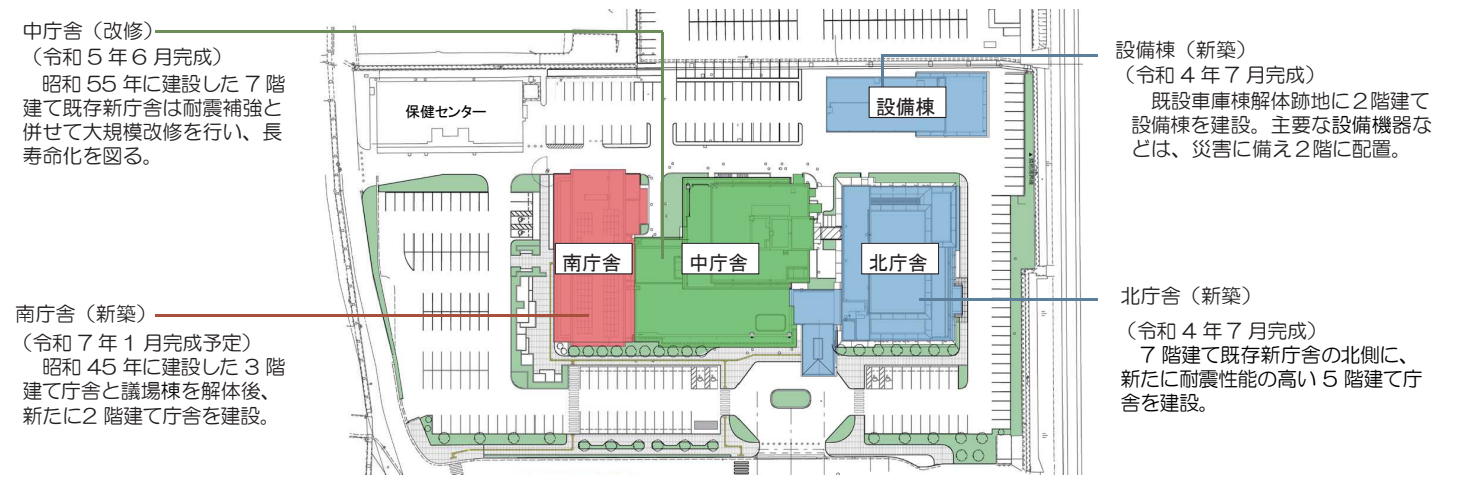 中庁舎（改修）
（令和５年６月完成）
昭和 55 年に建設した 7 階
建て既存新庁舎は耐震補強と
併せて大規模改修を行い、長
寿命化を図る。
南庁舎（新築）
（令和 7 年 1 月完成予定）
昭和 45 年に建設した 3 階
建て庁舎と議場棟を解体後、
新たに2 階建て庁舎を建設。
保健センター
設備棟
南庁舎
中庁舎
北庁舎
設備棟（新築）
（令和 4 年 7 月完成）
既設車庫棟解体跡地に２階建て
設備棟を建設。主要な設備機器な
どは、災害に備え２階に配置。
北庁舎（新築）
（令和 4 年 7 月完成）
7 階建て既存新庁舎の北側に、
新たに耐震性能の高い 5 階建て庁
舎を建設。